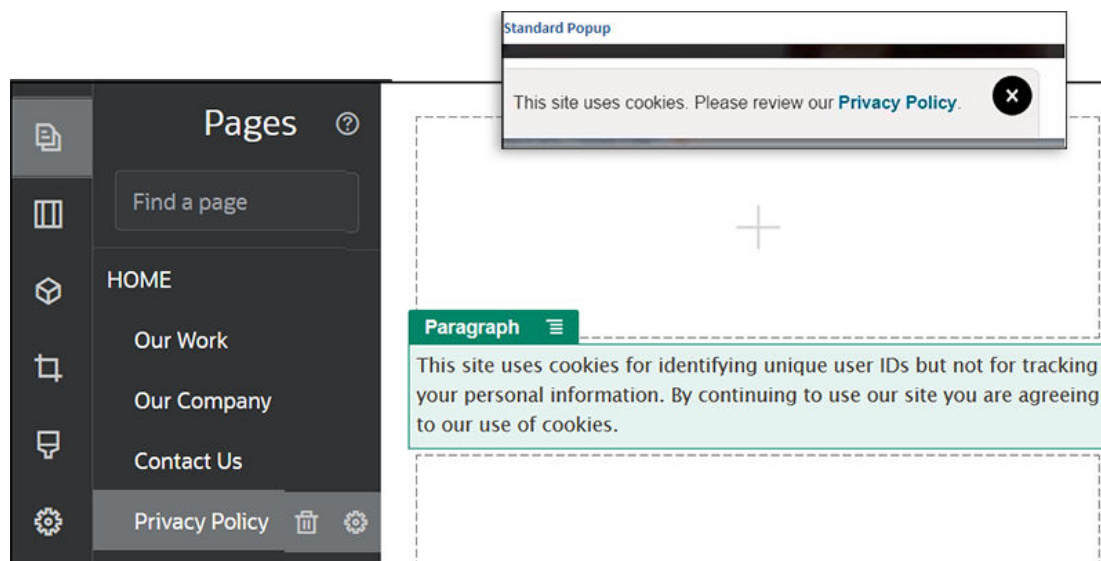 Standard Popup
This site uses cookies. Please review our Privacy Policy.
Pages
Find a page
HOME
Our Work
Our Company
Contact Us
Privacy Policy
Paragraph
This site uses cookies for identifying unique user IDs but not for tracking
your personal information. By continuing to use our site you are agreeing
to our use of cookies.